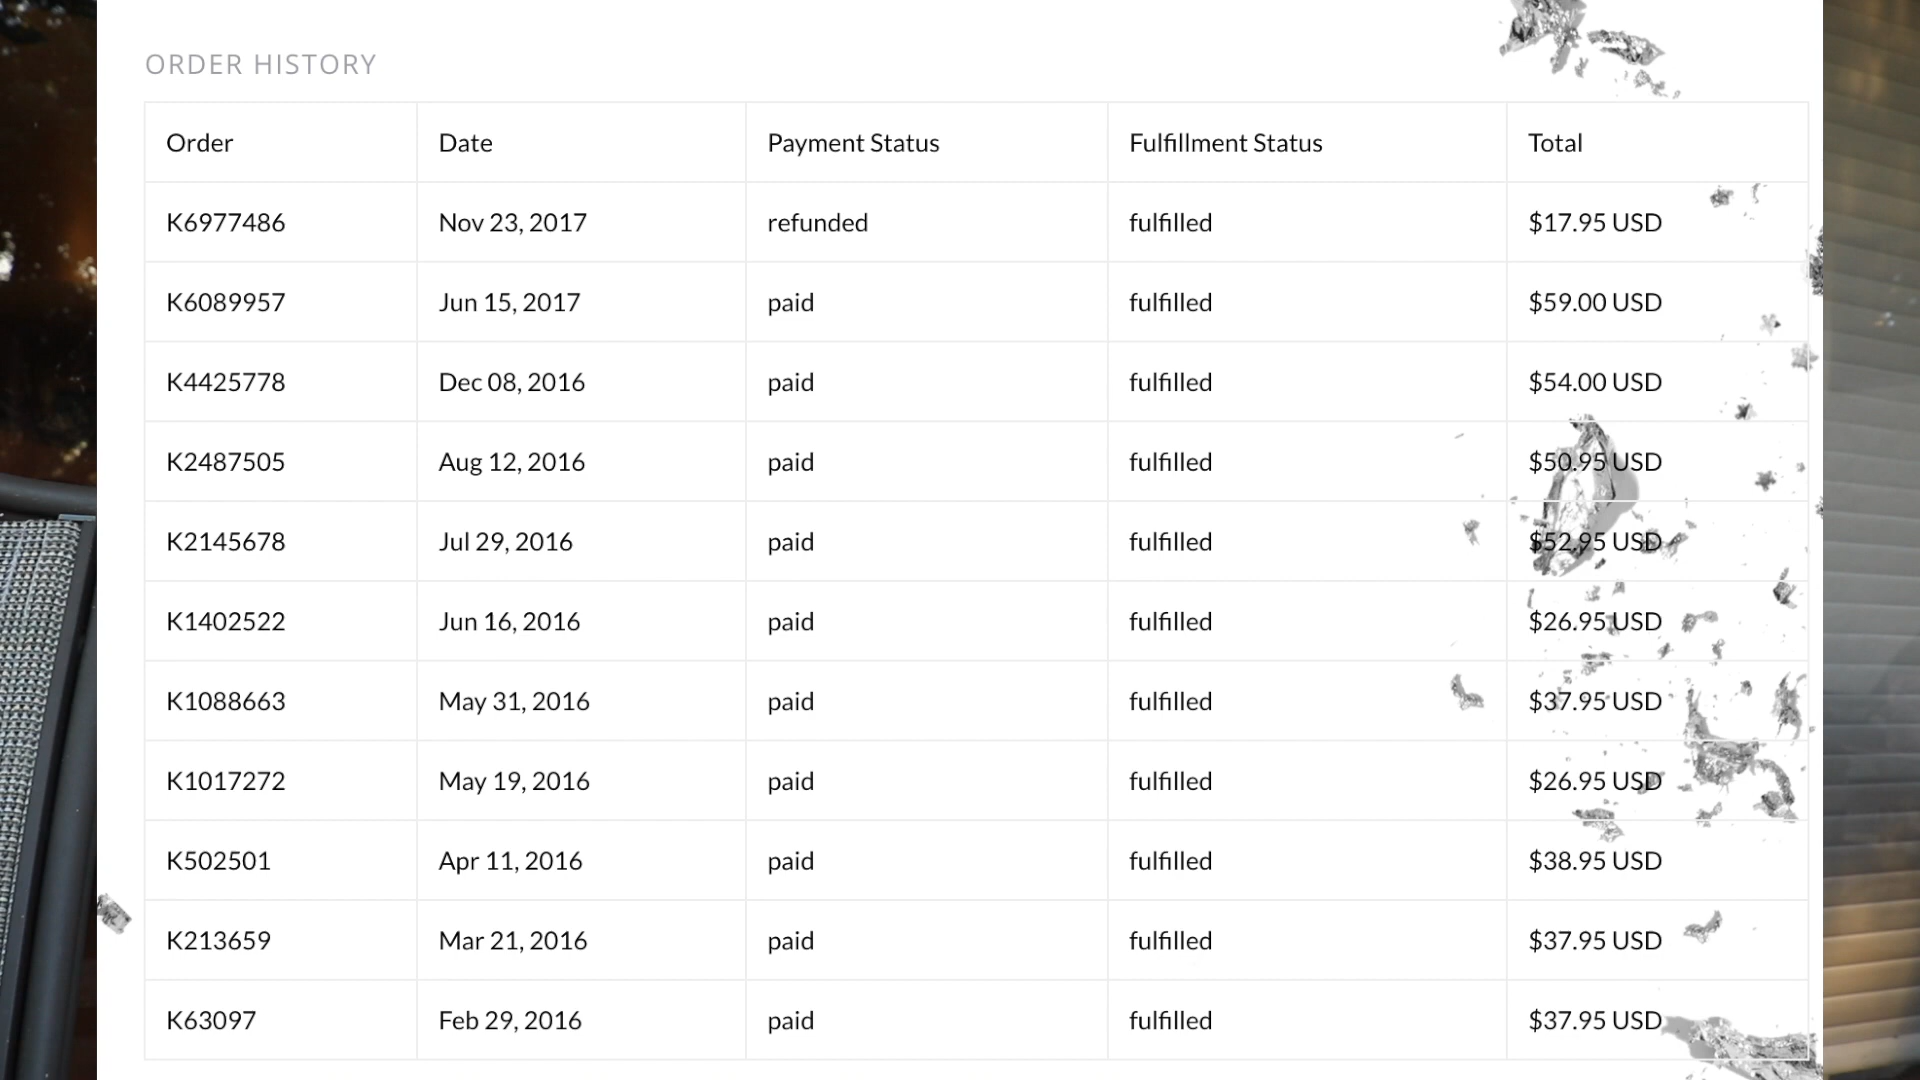 ORDER HISTORY
Order Date Payment Status Fulfillment Status Total
K6977486 Nov 23, 2017 refunded fulfilled $17.95 USD
K6089957 Jun 15, 2017 paid fulfilled $59.00 USD
K4425778 Dec 08, 2016 paid fulfilled $54.00 USD
K2487505 Aug 12, 2016 paid fulfilled $50.95 USD
K2145678 Jul 29, 2016 paid fulfilled $52.95 USD
K1402522 Jun 16, 2016 paid fulfilled $26.95 USD
K1088663 May 31, 2016 paid fulfilled $37.95 USD
K1017272 May 19, 2016 paid fulfilled $26.95 USD
K502501 Apr 11, 2016 paid fulfilled $38.95 USD
K213659 Mar 21, 2016 paid fulfilled $37.95 USD
K63097 Feb 29, 2016 paid fulfilled $37.95 USD